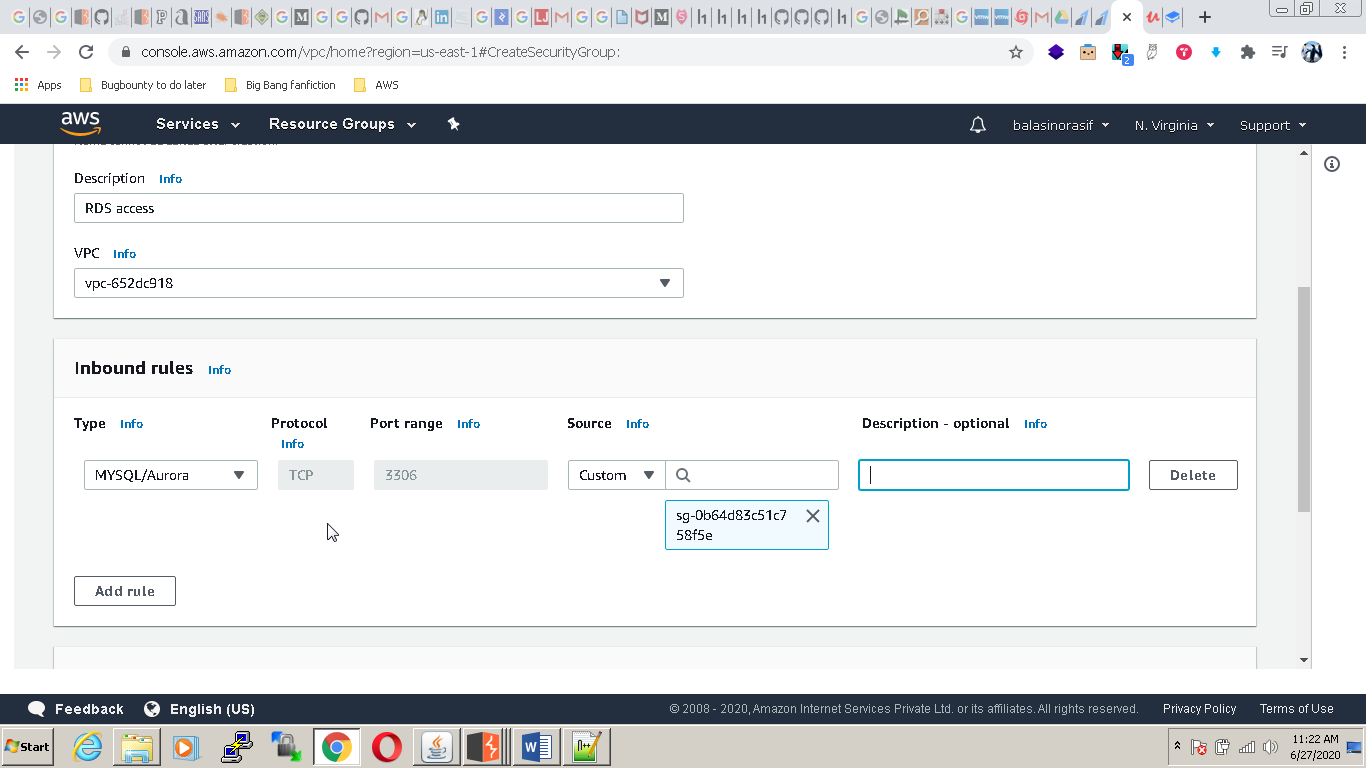 console.aws.amazon.com/vpc/home?region=us-east-1#CreateSecurityGroup:
2
Apps Bugbounty to do later Big Bang fanfiction AWS
aws Services Resource Groups balasinorasif N. Virginia Support
Description Info
RDS access
VPC Info
vpc-652dc918
Inbound rules Info
Type Info Protocol Info Port range Info Source Info Description - optional Info
MYSQL/Aurora TCP 3306 Custom Delete
sg-0b64d83c51c7
58f5e
Add rule
Feedback English (US) © 2008 - 2020, Amazon Internet Services Private Ltd. or its affiliates. All rights reserved. Privacy Policy Terms of Use
Start 11:22 AM
6/27/2020